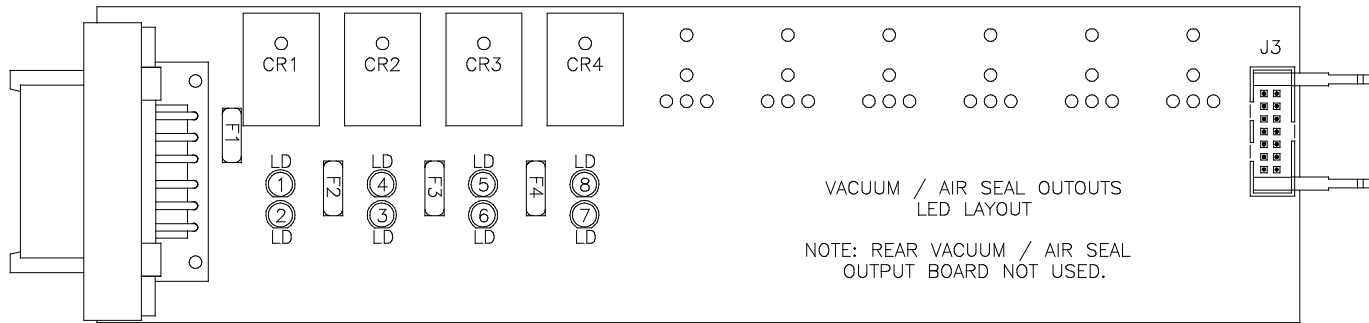 J3
CR1 CR2 CR3 CR4
F1
LD LD LD LD
1 F2 4 F3 5 F4 8
2 3 6 7
LD LD LD LD
VACUUM / AIR SEAL OUTOUTS
LED LAYOUT
NOTE: REAR VACUUM / AIR SEAL
OUTPUT BOARD NOT USED.